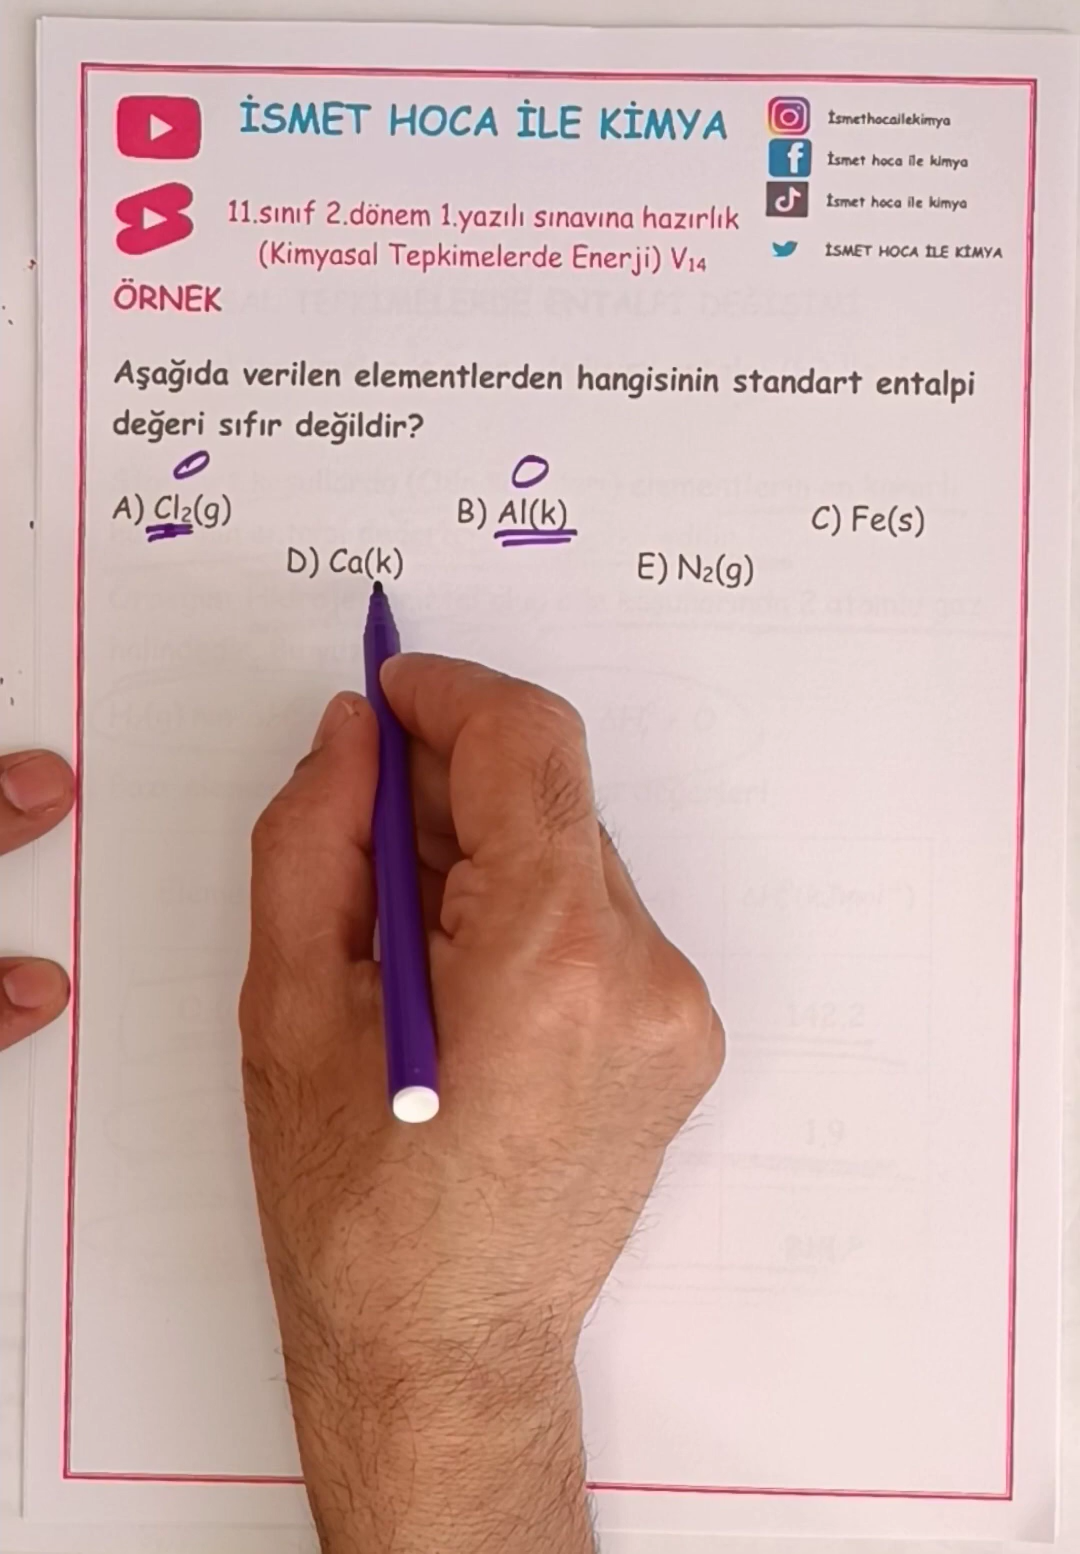 İSMET HOCA İLE KİMYA
İsmethocailekimya
İsmet hoca ile kimya
İsmet hoca ile kimya
İSMET HOCA İLE KİMYA
11.sınıf 2.dönem 1.yazılı sınavına hazırlık
(Kimyasal Tepkimelerde Enerji) V14
ÖRNEK
Aşağıda verilen elementlerden hangisinin standart entalpi
değeri sıfır değildir?
0 0
A) Cl₂(g) B) Al(k) C) Fe(s)
D) Ca(k) E) N₂(g)